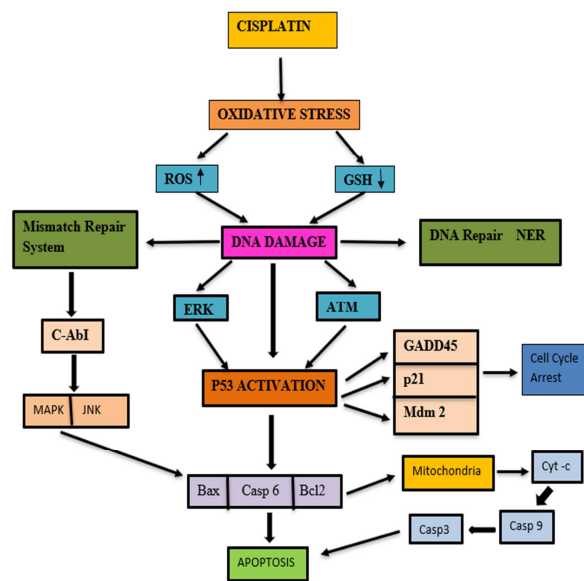 CISPLATIN
OXIDATIVE STRESS
ROS ↑
GSH ↓
Mismatch Repair
System
DNA DAMAGE
DNA Repair NER
ERK
ATM
C-AbI
GADD45
p21
Mdm 2
Cell Cycle
Arrest
P53 ACTIVATION
MAPK
JNK
Bax
Casp 6
Bcl2
Mitochondria
Cyt -c
Casp 9
Casp3
APOPTOSIS